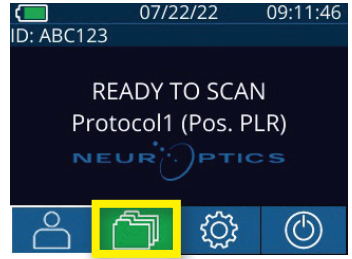 07/22/22 09:11:46
ID: ABC123
READY TO SCAN
Protocol1 (Pos. PLR)
NEUROPTICS